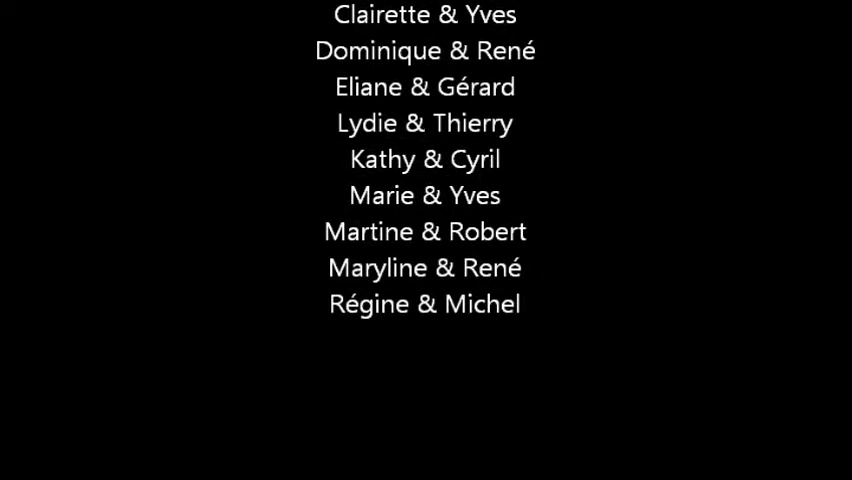 Clairette & Yves
Dominique & René
Eliane & Gérard
Lydie & Thierry
Kathy & Cyril
Marie & Yves
Martine & Robert
Maryline & René
Régine & Michel